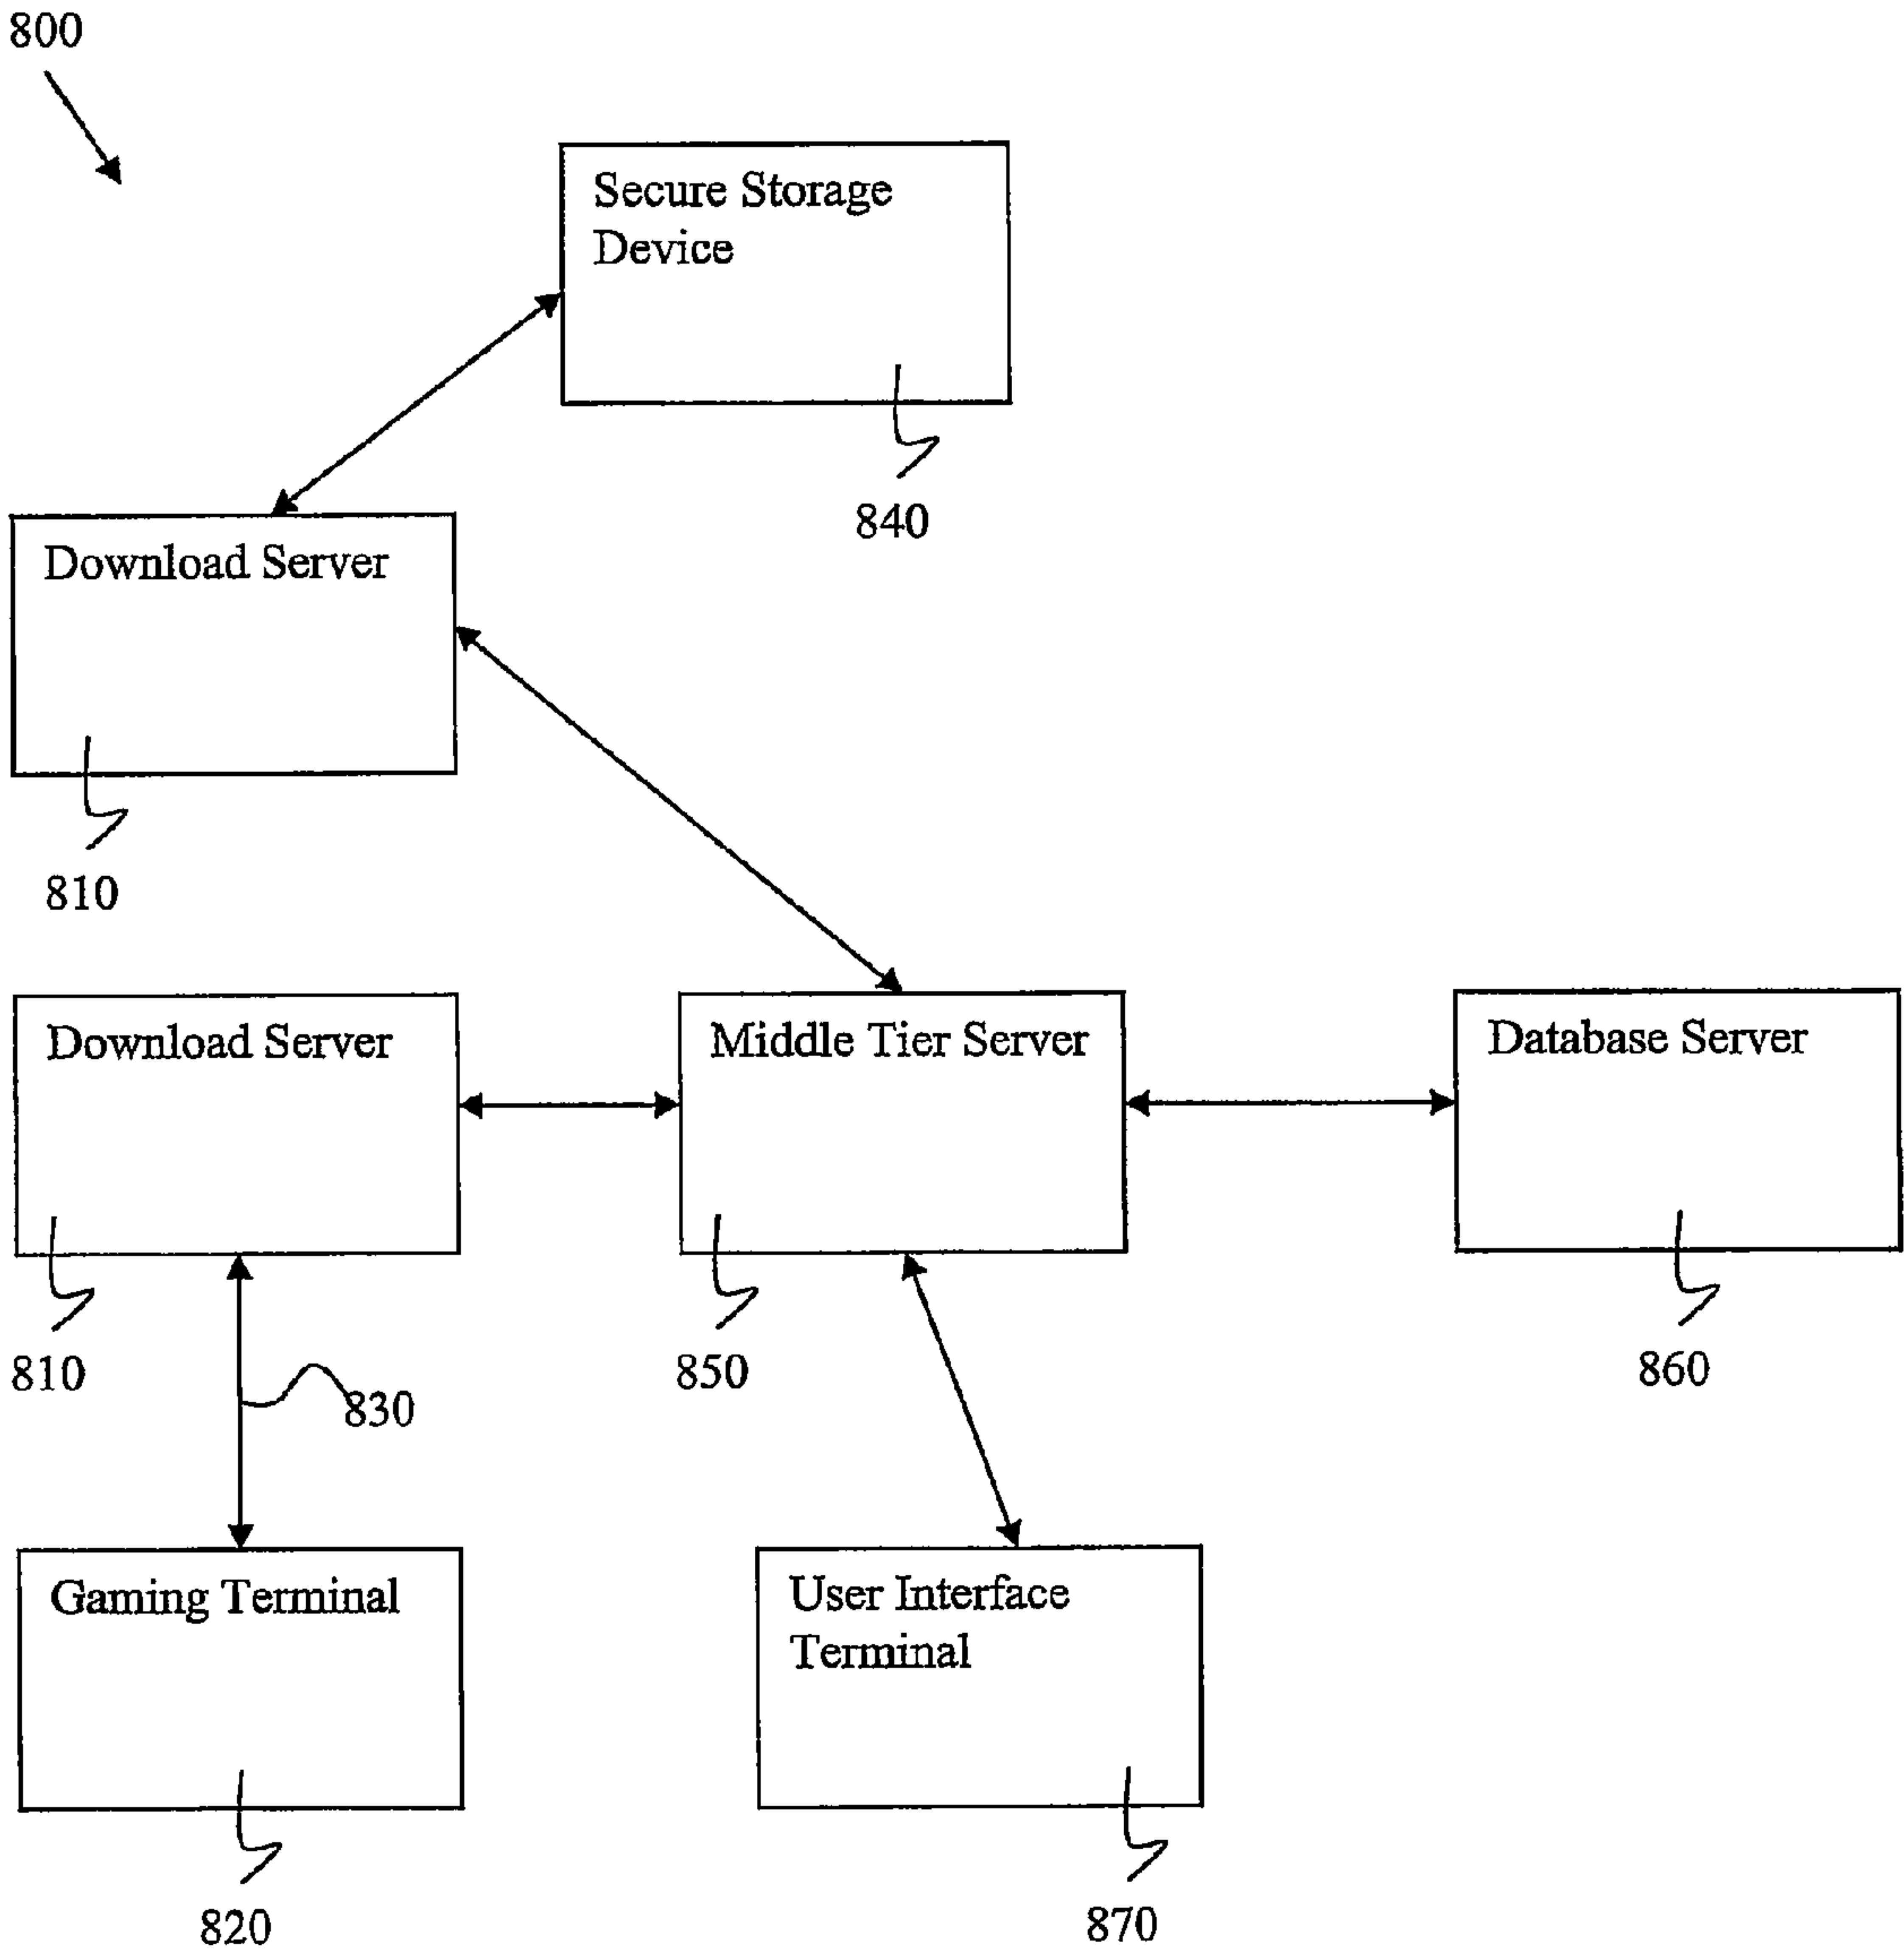 800
Secure Storage
Device
840
Download Server
810
Download Server
Middle Tier Server
Database Server
810
830
850
860
Gaming Terminal
User Interface
Terminal
820
870